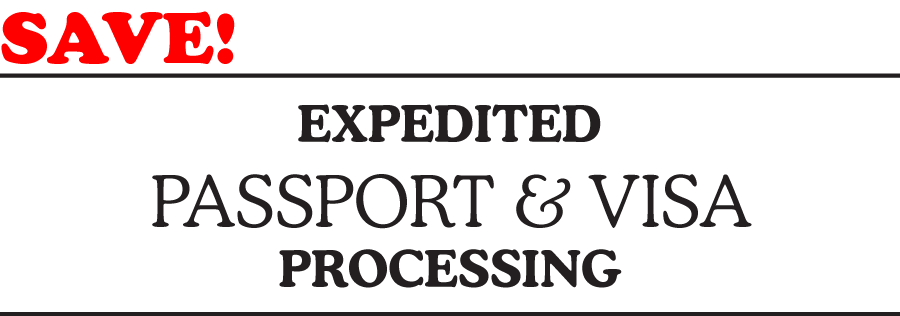 SAVE!
EXPEDITED
PASSPORT & VISA
PROCESSING